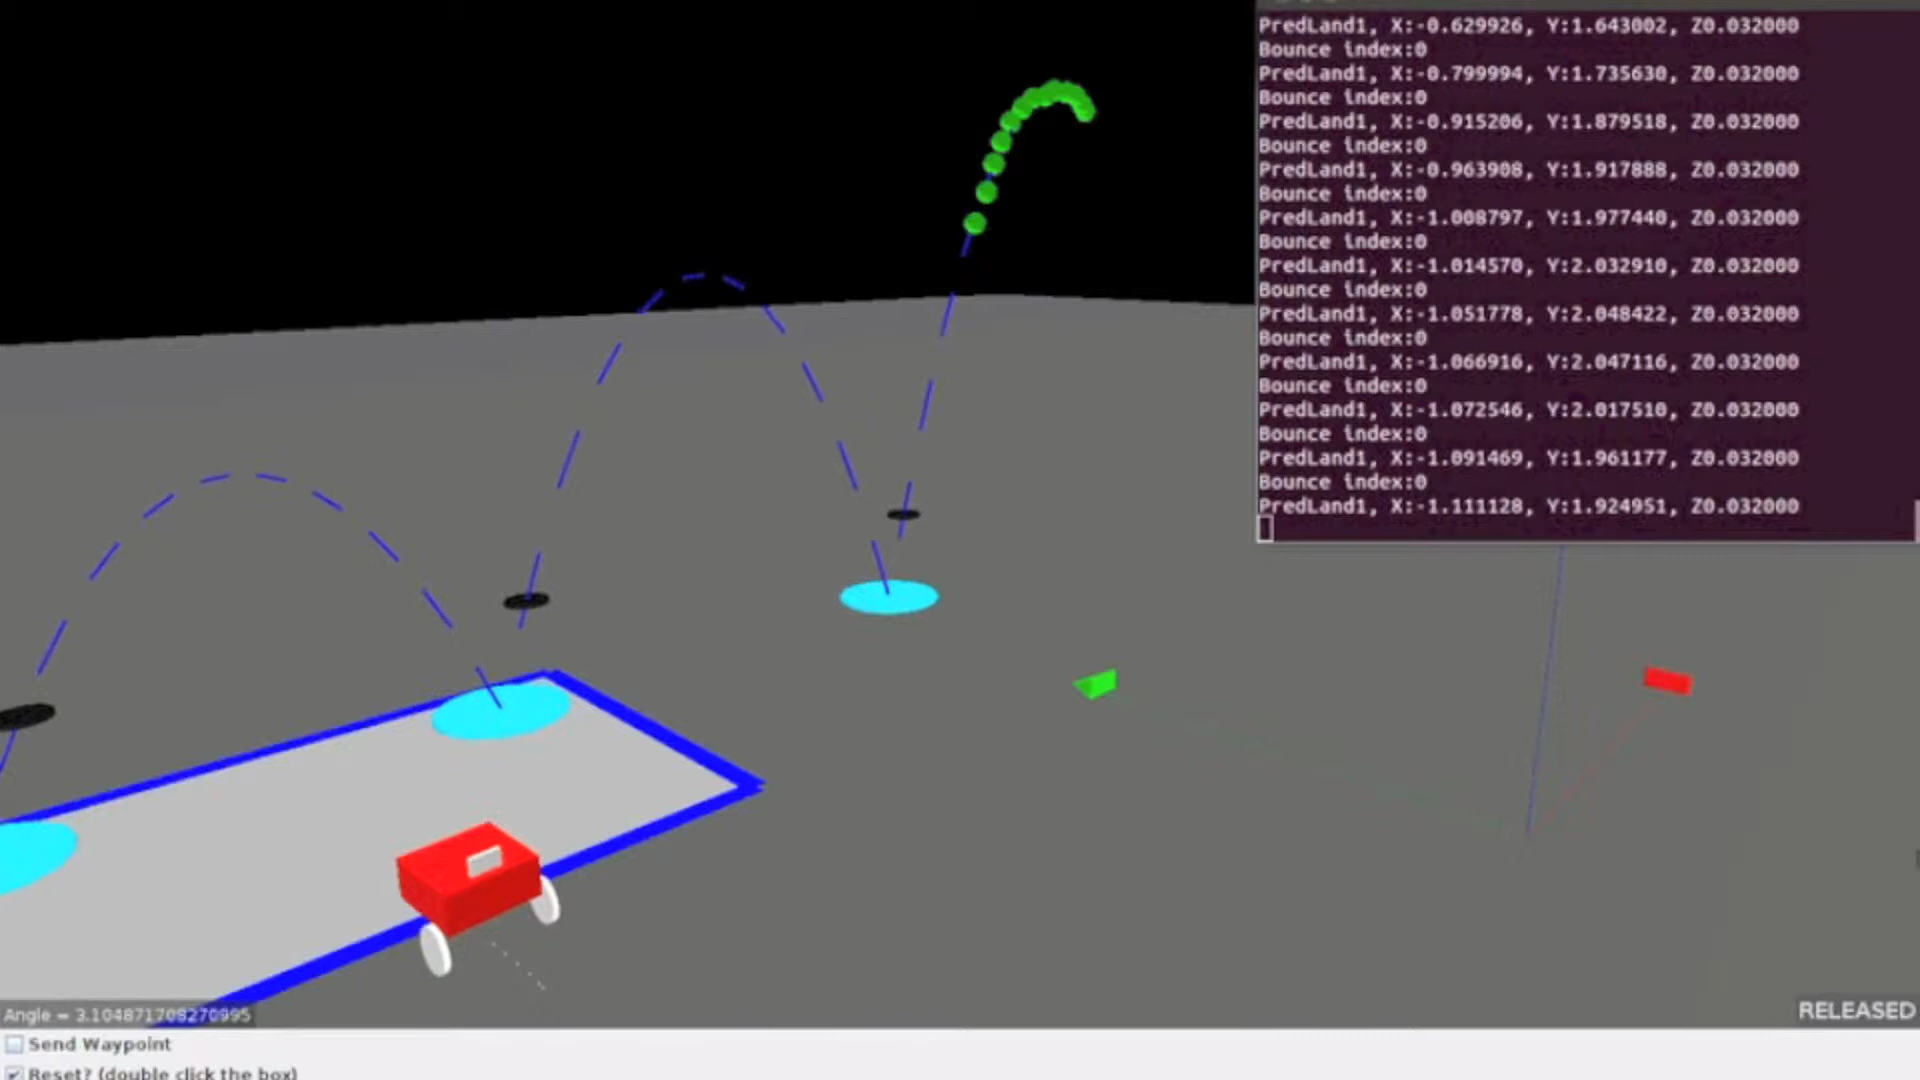 PredLand1, X:-0.629926, Y:1.643002, Z0.032000
Bounce index:0
PredLand1, X:-0.799994, Y:1.735630, Z0.032000
Bounce index:0
PredLand1, X:-0.915206, Y:1.879518, Z0.032000
Bounce index:0
PredLand1, X:-0.963908, Y:1.917888, Z0.032000
Bounce index:0
PredLand1, X:-1.008797, Y:1.977440, Z0.032000
Bounce index:0
PredLand1, X:-1.014570, Y:2.032910, Z0.032000
Bounce index:0
PredLand1, X:-1.051778, Y:2.048422, Z0.032000
Bounce index:0
PredLand1, X:-1.066916, Y:2.047116, Z0.032000
Bounce index:0
PredLand1, X:-1.072546, Y:2.017510, Z0.032000
Bounce index:0
PredLand1, X:-1.091469, Y:1.961177, Z0.032000
Bounce index:0
PredLand1, X:-1.111128, Y:1.924951, Z0.032000
Angle = 3.104871708270995
RELEASED
Send Waypoint
Reset? (double click the box)